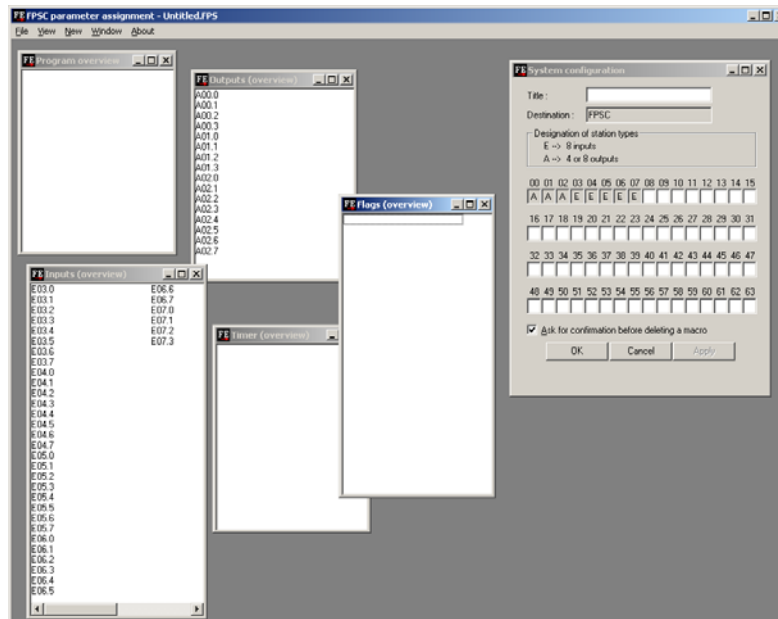 FE FPSC parameter assignment - Untitled.FPS
File View New Window About
FE Program overview
FE Outputs (overview)
A00.0
A00.1
A00.2
A00.3
A01.0
A01.1
A01.2
A01.3
A02.0
A02.1
A02.2
A02.3
A02.4
A02.5
A02.6
A02.7
FE Inputs (overview)
E03.0
E03.1
E03.2
E03.3
E03.4
E03.5
E03.6
E03.7
E04.0
E04.1
E04.2
E04.3
E04.4
E04.5
E04.6
E04.7
E05.0
E05.1
E05.2
E05.3
E05.4
E05.5
E05.6
E05.7
E06.0
E06.1
E06.2
E06.3
E06.4
E06.5
E06.6
E06.7
E07.0
E07.1
E07.2
E07.3
FE Timer (overview)
FE Flags (overview)
FE System configuration
Title :
Destination : FPSC
Designation of station types
E --> 8 inputs
A --> 4 or 8 outputs
00 01 02 03 04 05 06 07 08 09 10 11 12 13 14 15
A A A E E E E E
16 17 18 19 20 21 22 23 24 25 26 27 28 29 30 31
32 33 34 35 36 37 38 39 40 41 42 43 44 45 46 47
48 49 50 51 52 53 54 55 56 57 58 59 60 61 62 63
Ask for confirmation before deleting a macro
OK Cancel Apply